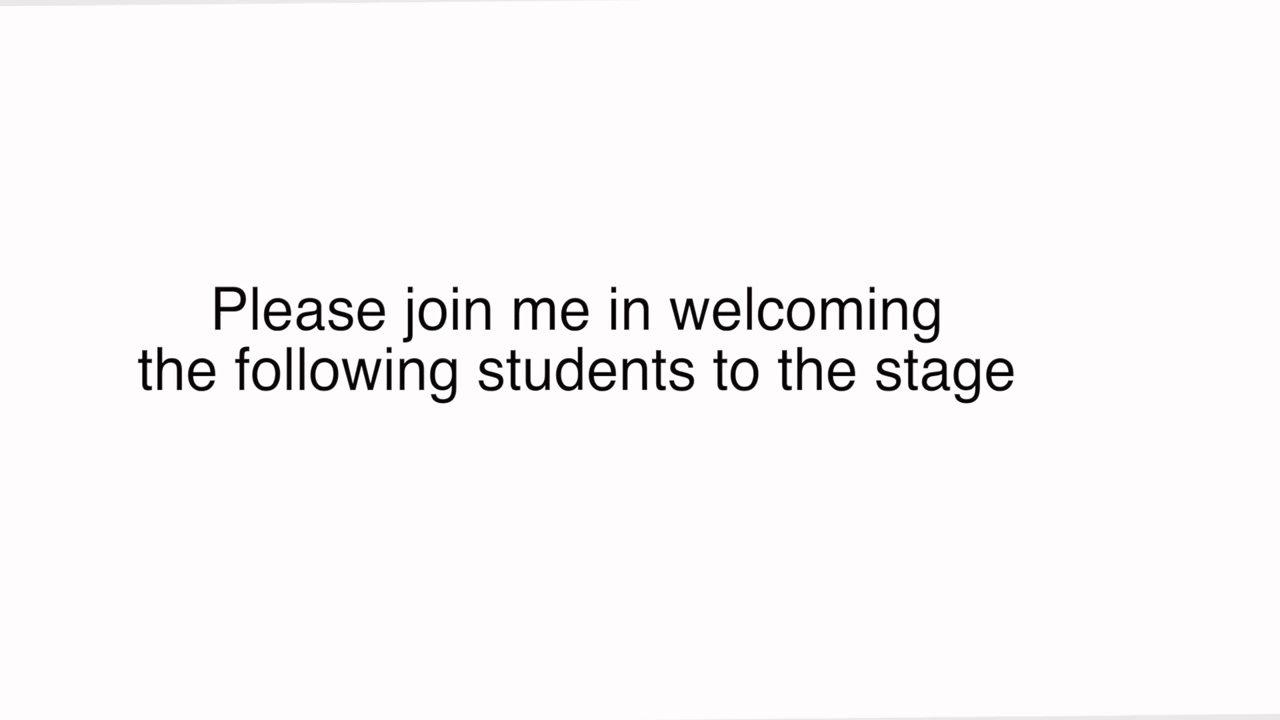 Please join me in welcoming
the following students to the stage